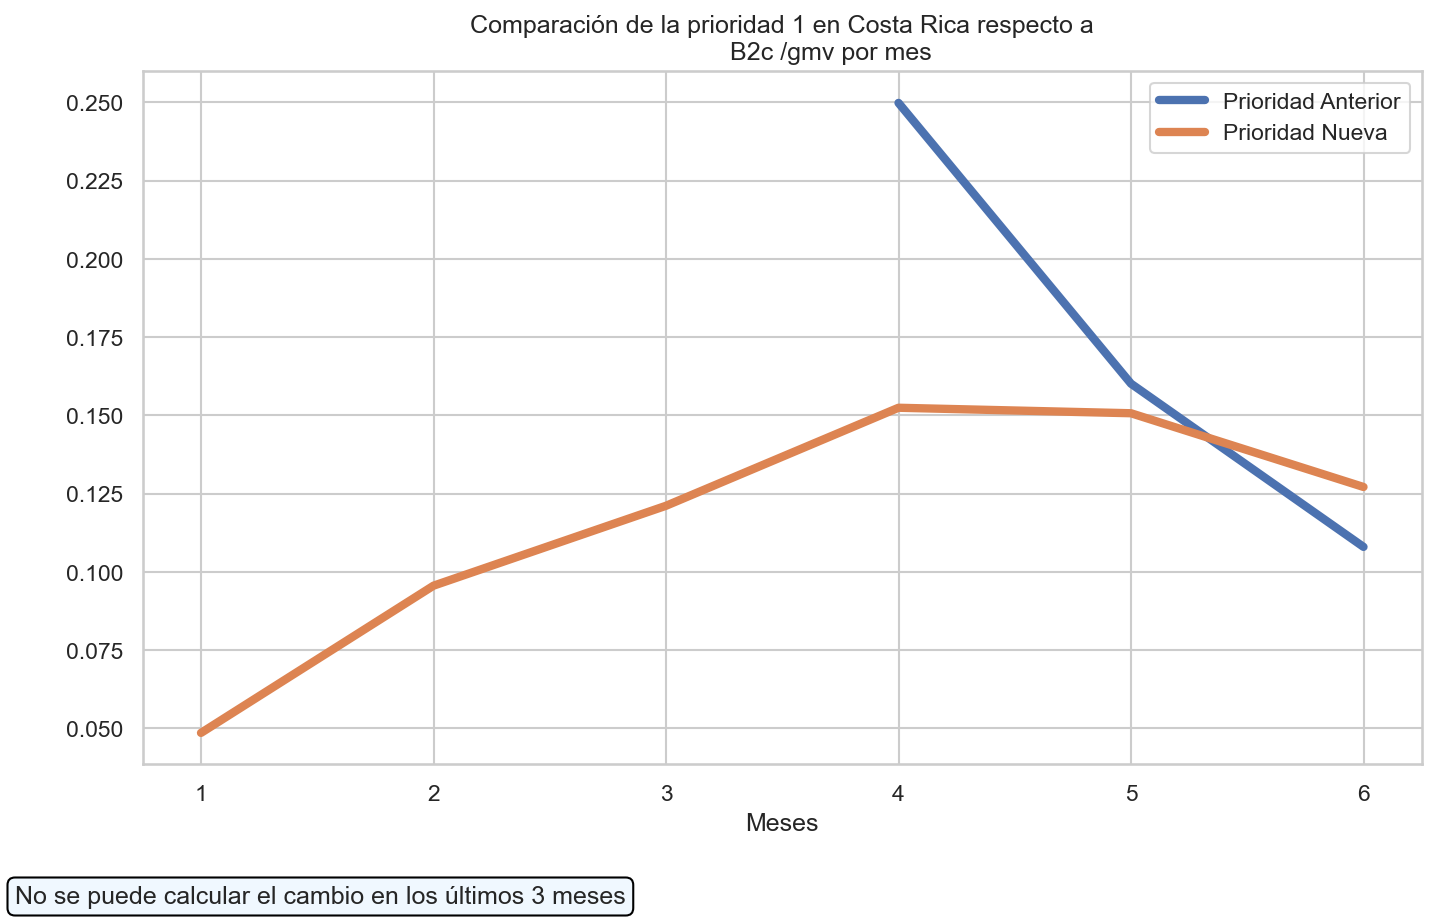 Comparación de la prioridad 1 en Costa Rica respecto a
B2c /gmv por mes
Prioridad Anterior
Prioridad Nueva
0.250
0.225
0.200
0.175
0.150
0.125
0.100
0.075
0.050
1 2 3 4 5 6
Meses
No se puede calcular el cambio en los últimos 3 meses